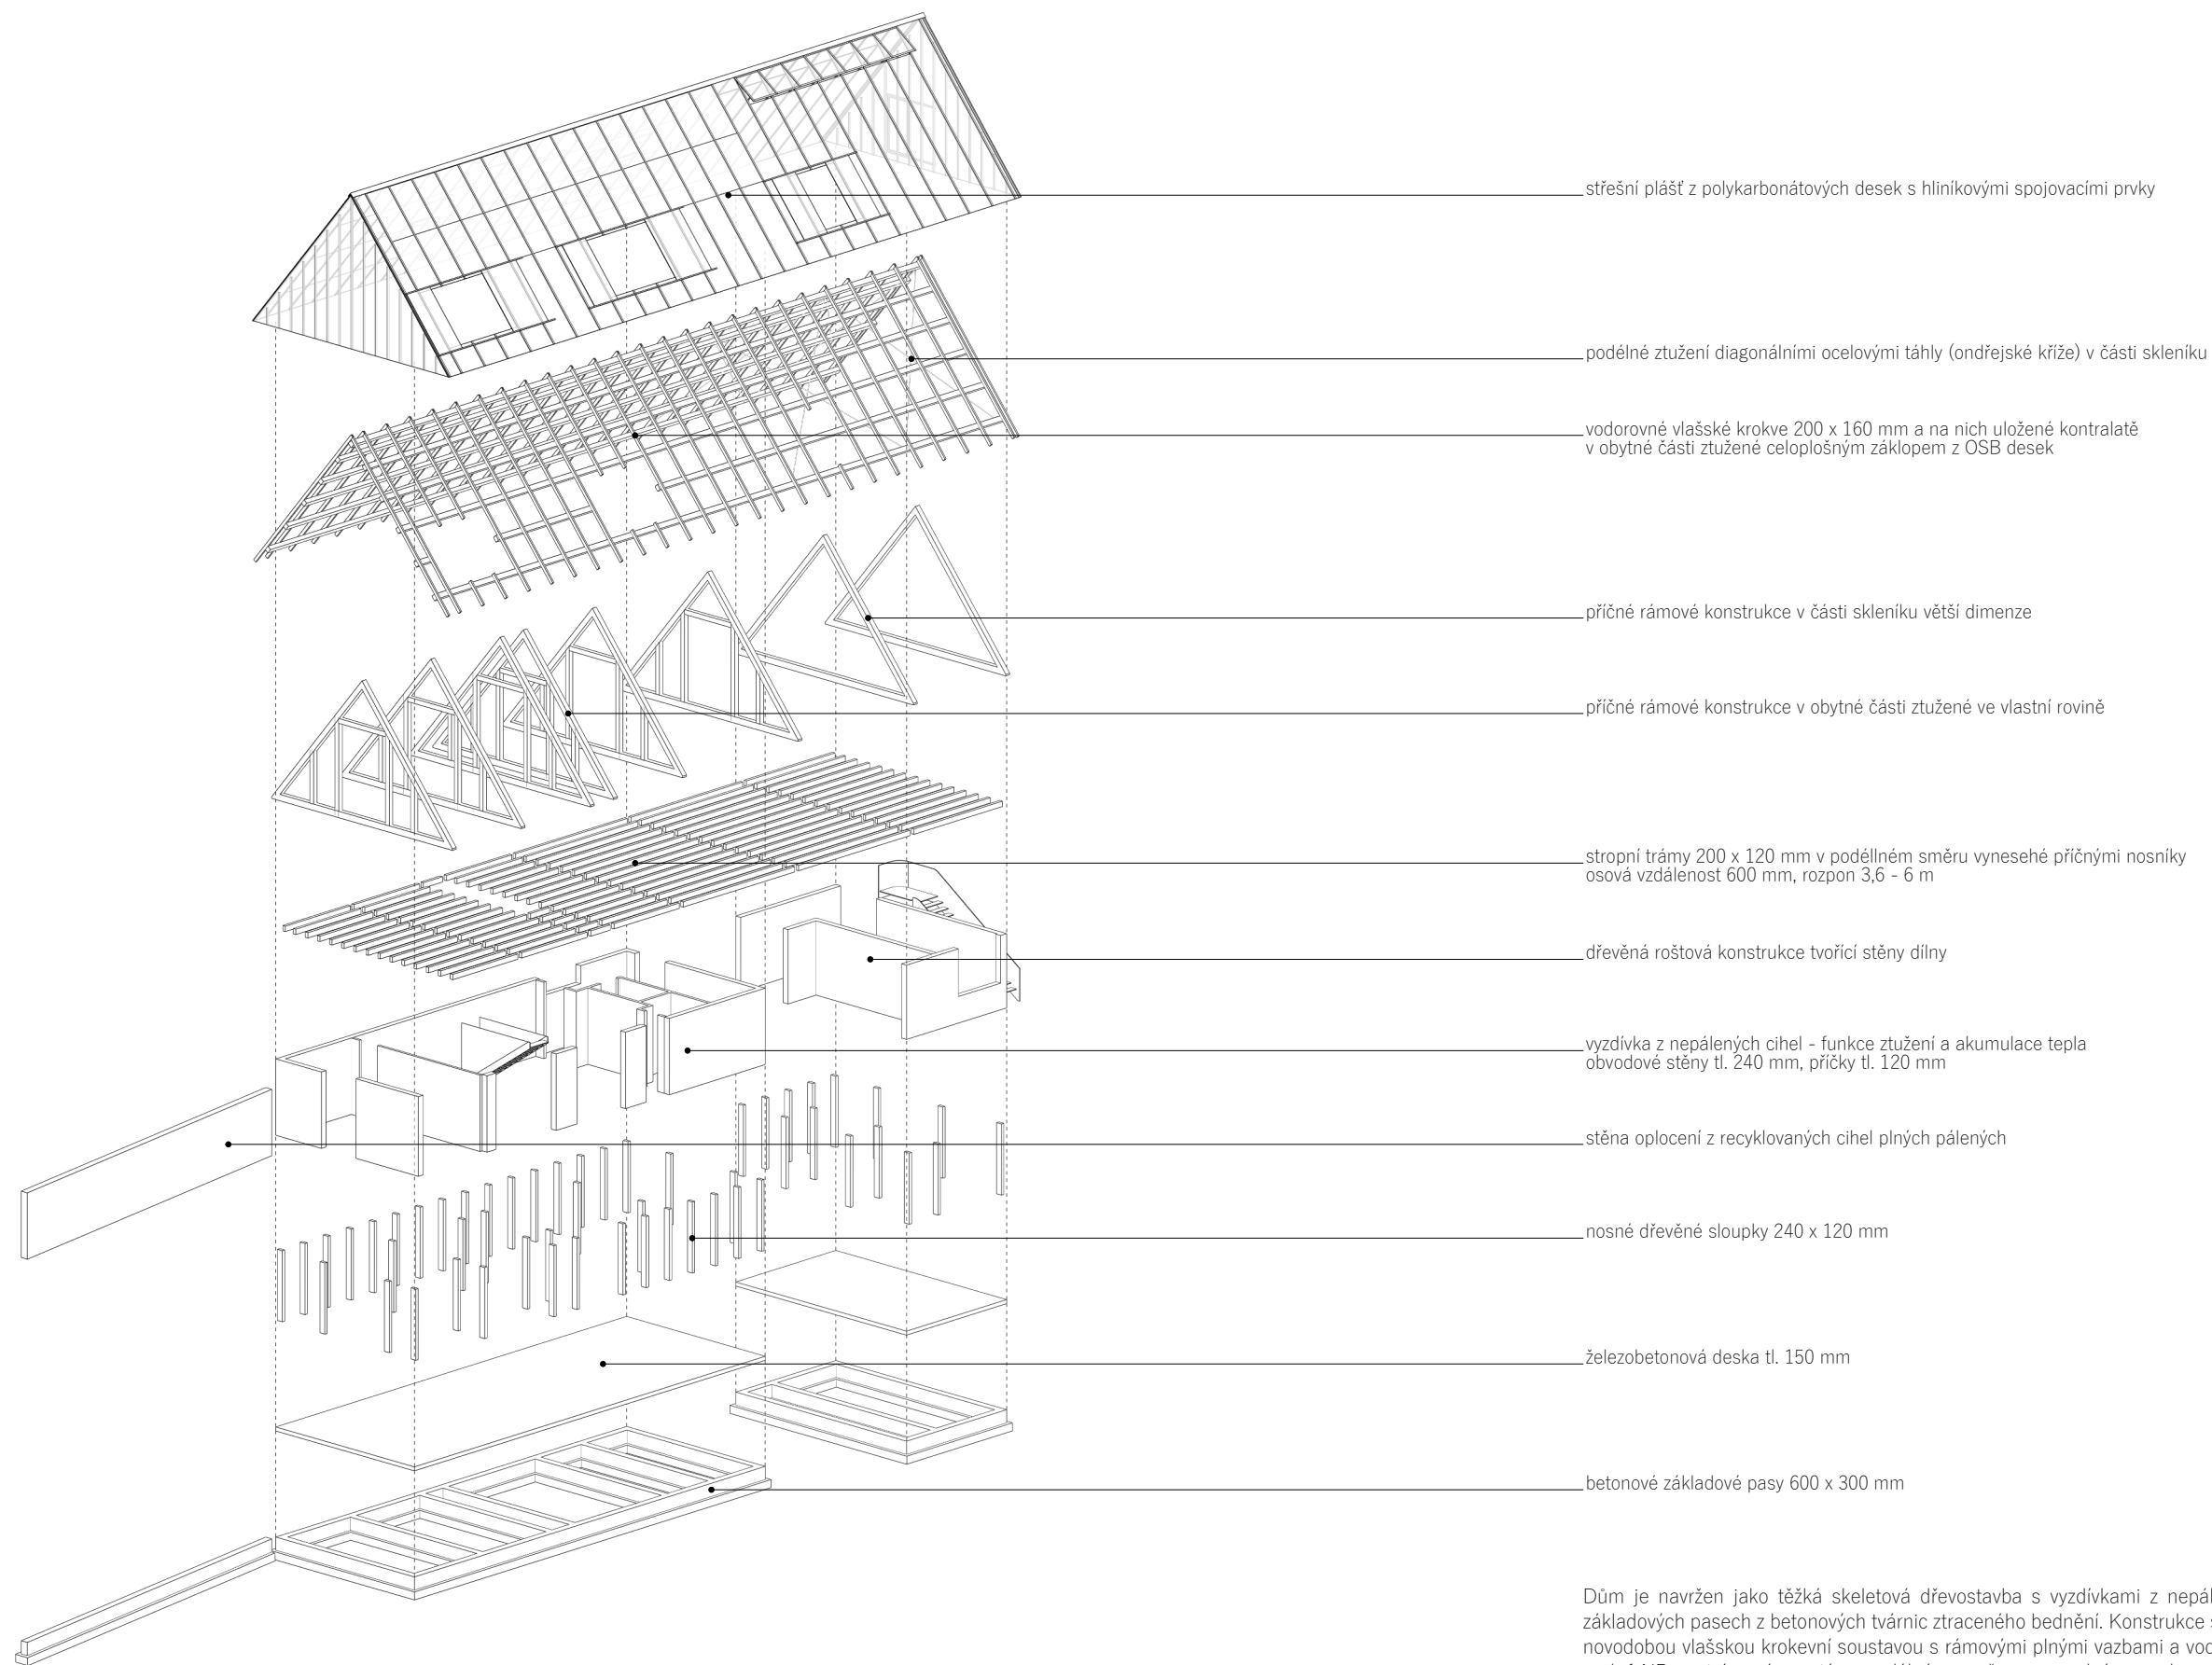 střešní plášť z polykarbonátových desek s hliníkovými spojovacími prvky
podélné ztužení diagonálními ocelovými táhly (ondřejské kříže) v části skleníku
vodorovné vlašské krokve 200 x 160 mm a na nich uložené kontralatě
v obytné části ztužené celoplošným záklopem z OSB desek
příčné rámové konstrukce v části skleníku větší dimenze
příčné rámové konstrukce v obytné části ztužené ve vlastní rovině
stropní trámy 200 x 120 mm v podéllném směru vynesehé příčnými nosníky
osová vzdálenost 600 mm, rozpon 3,6 - 6 m
dřevěná roštová konstrukce tvořící stěny dílny
vyzdívka z nepálených cihel - funkce ztužení a akumulace tepla
obvodové stěny tl. 240 mm, příčky tl. 120 mm
stěna oplocení z recyklovaných cihel plných pálených
nosné dřevěné sloupky 240 x 120 mm
železobetonová deska tl. 150 mm
betonové základové pasy 600 x 300 mm
Dům je navržen jako těžká skeletová dřevostavba s vyzdívkami z
základových pasech z betonových tvárnic ztraceného bednění. Konstrukce
novodobou vlašskou krokevní soustavou s rámovými plnými vazbami a